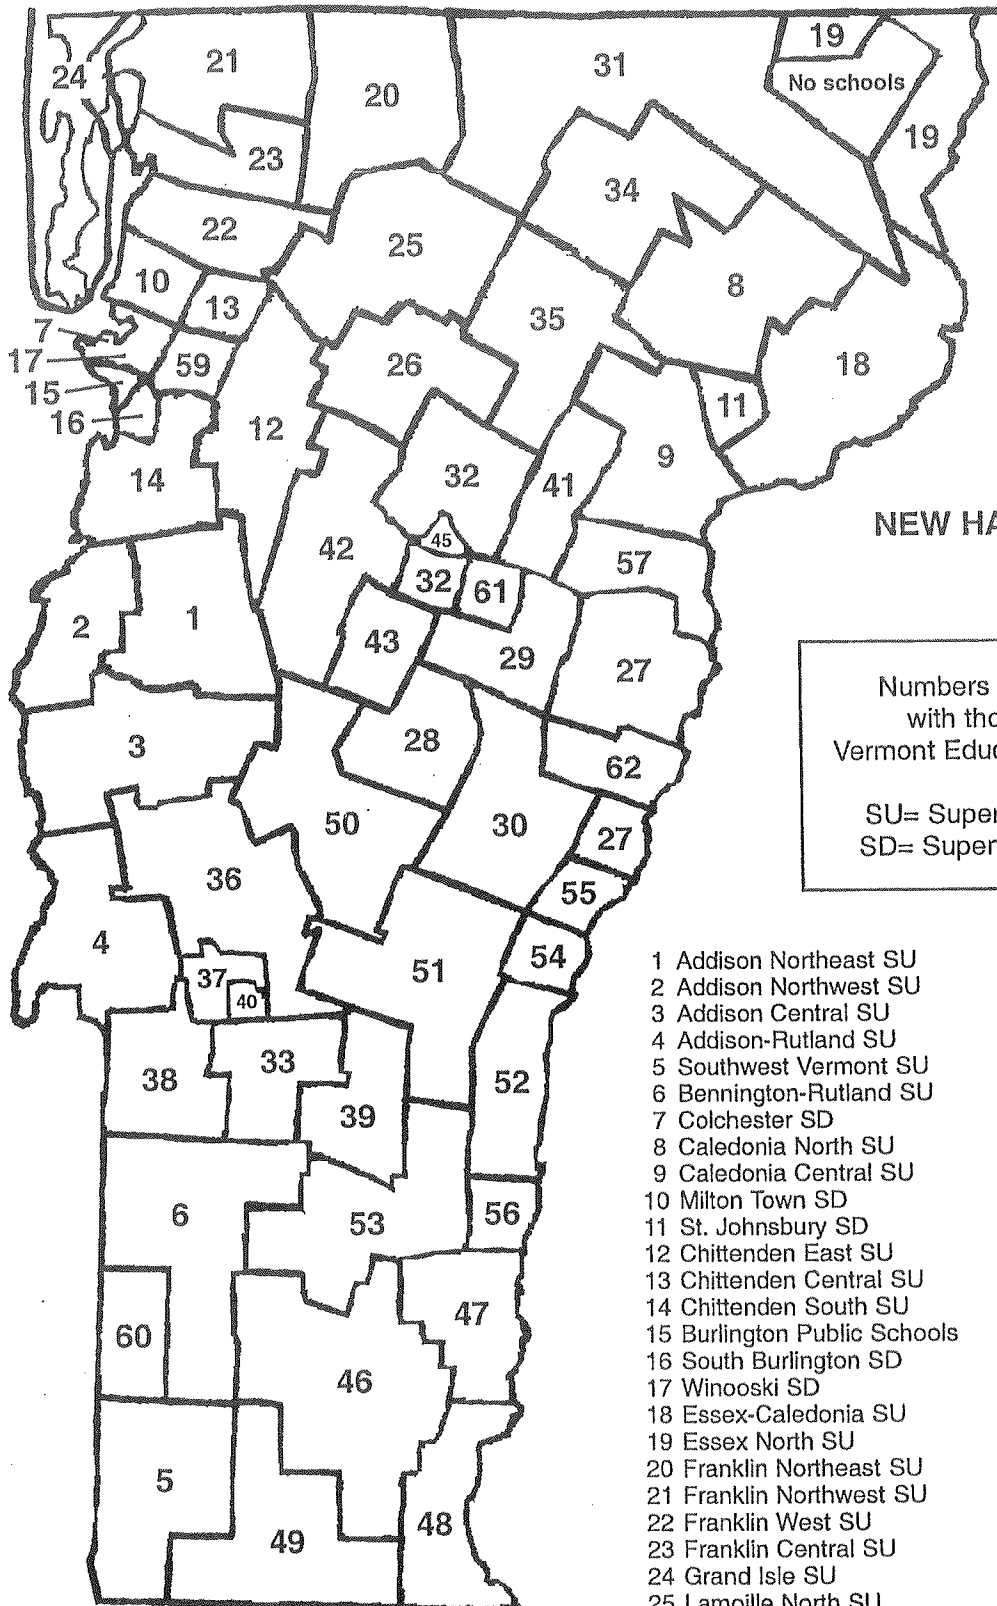 21
24
20
31
19
No schools
19
23
34
22
25
10
8
13
35
7
17
59
26
18
15
16
12
11
14
32
41
9
NEW HA
45
42
57
32
61
2
1
43
29
27
Numbers
with tho
Vermont Educ
SU= Super
SD= Super
3
28
62
50
30
27
36
55
4
51
54
37
40
38
33
52
39
6
53
56
60
47
46
5
48
49
1 Addison Northeast SU
2 Addison Northwest SU
3 Addison Central SU
4 Addison-Rutland SU
5 Southwest Vermont SU
6 Bennington-Rutland SU
7 Colchester SD
8 Caledonia North SU
9 Caledonia Central SU
10 Milton Town SD
11 St. Johnsbury SD
12 Chittenden East SU
13 Chittenden Central SU
14 Chittenden South SU
15 Burlington Public Schools
16 South Burlington SD
17 Winooski SD
18 Essex-Caledonia SU
19 Essex North SU
20 Franklin Northeast SU
21 Franklin Northwest SU
22 Franklin West SU
23 Franklin Central SU
24 Grand Isle SU
25 Lamoille North SU